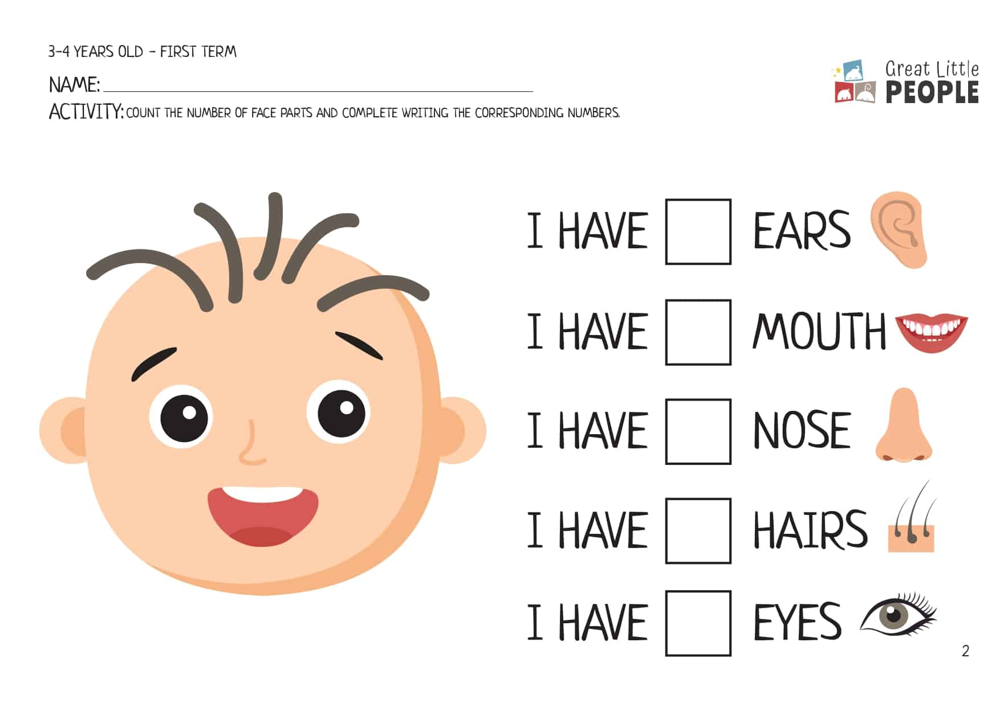 3-4 YEARS OLD - FIRST TERM
NAME:
ACTIVITY: COUNT THE NUMBER OF FACE PARTS AND COMPLETE WRITING THE CORRESPONDING NUMBERS.
Great Little
PEOPLE
I HAVE EARS
I HAVE MOUTH
I HAVE NOSE
I HAVE HAIRS
I HAVE EYES
2